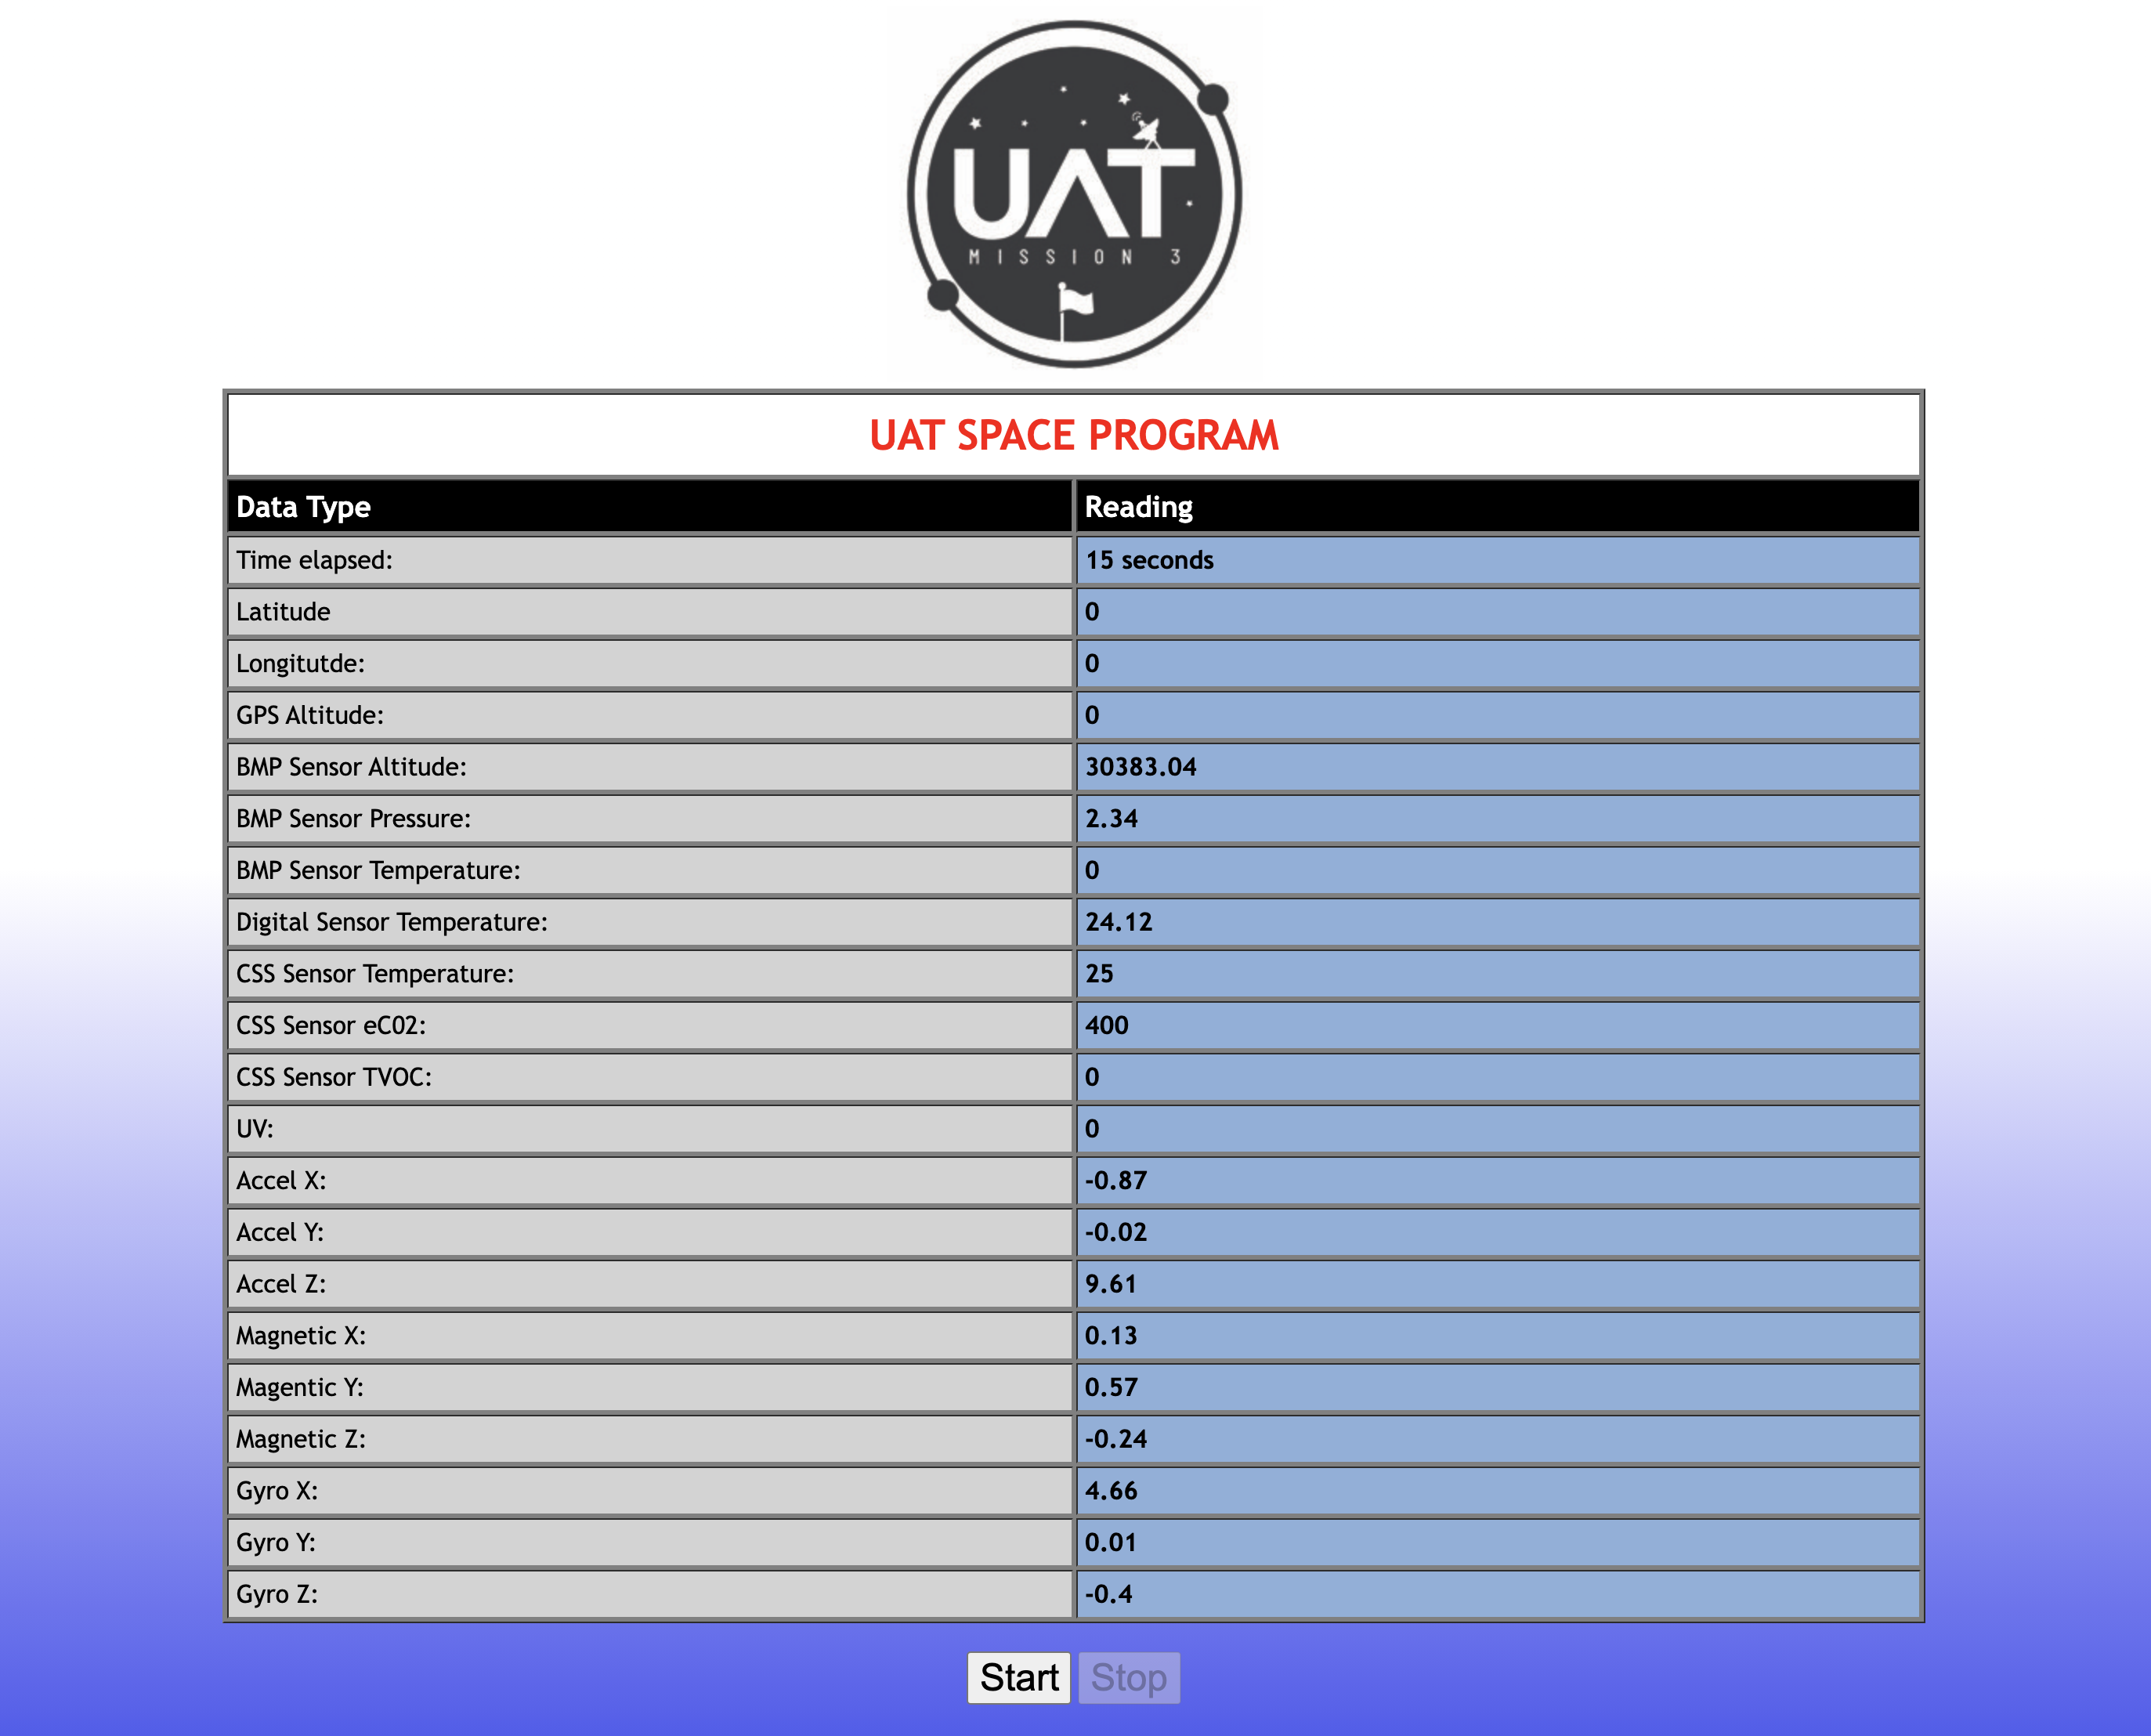 UAT
MISSION 3
UAT SPACE PROGRAM
Data Type Reading
Time elapsed: 15 seconds
Latitude 0
Longitutde: 0
GPS Altitude: 0
BMP Sensor Altitude: 30383.04
BMP Sensor Pressure: 2.34
BMP Sensor Temperature: 0
Digital Sensor Temperature: 24.12
CSS Sensor Temperature: 25
CSS Sensor eC02: 400
CSS Sensor TVOC: 0
UV: 0
Accel X: -0.87
Accel Y: -0.02
Accel Z: 9.61
Magnetic X: 0.13
Magentic Y: 0.57
Magnetic Z: -0.24
Gyro X: 4.66
Gyro Y: 0.01
Gyro Z: -0.4
Start Stop